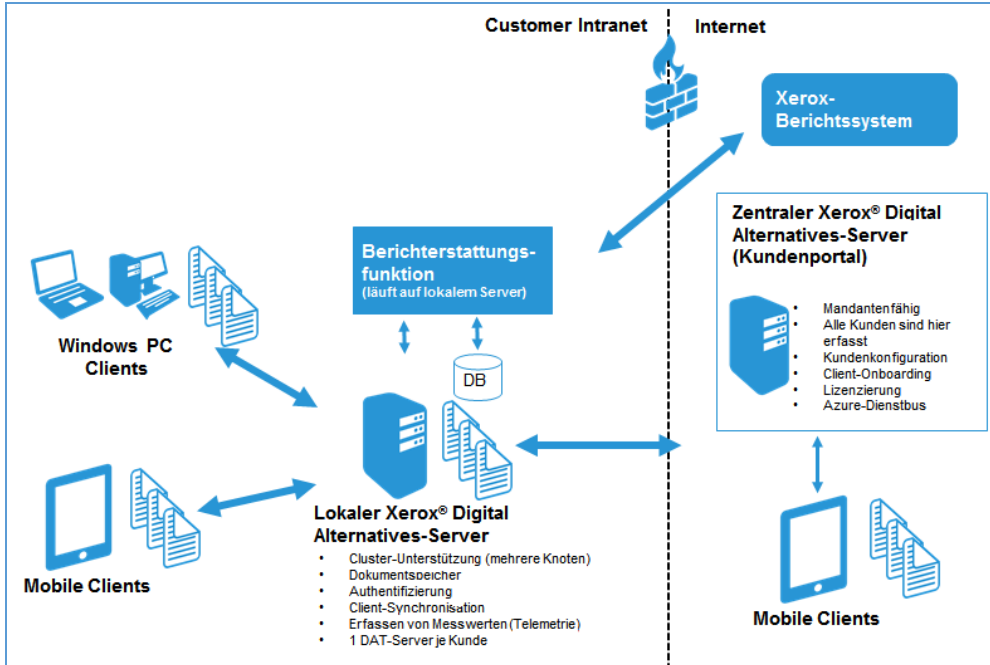 Customer Intranet
Internet
Xerox-
Berichtssystem
Zentraler Xerox® Digital
Alternatives-Server
(Kundenportal)
• Mandantenfähig
• Alle Kunden sind hier
erfasst
• Kundenkonfiguration
• Client-Onboarding
• Lizenzierung
• Azure-Dienstbus
Berichterstattungs-
funktion
(läuft auf lokalem Server)
Windows PC
Clients
DB
Lokaler Xerox® Digital
Alternatives-Server
• Cluster-Unterstützung (mehrere Knoten)
• Dokumentspeicher
• Authentifizierung
• Client-Synchronisation
• Erfassen von Messwerten (Telemetrie)
• 1 DAT-Server je Kunde
Mobile Clients
Mobile Clients